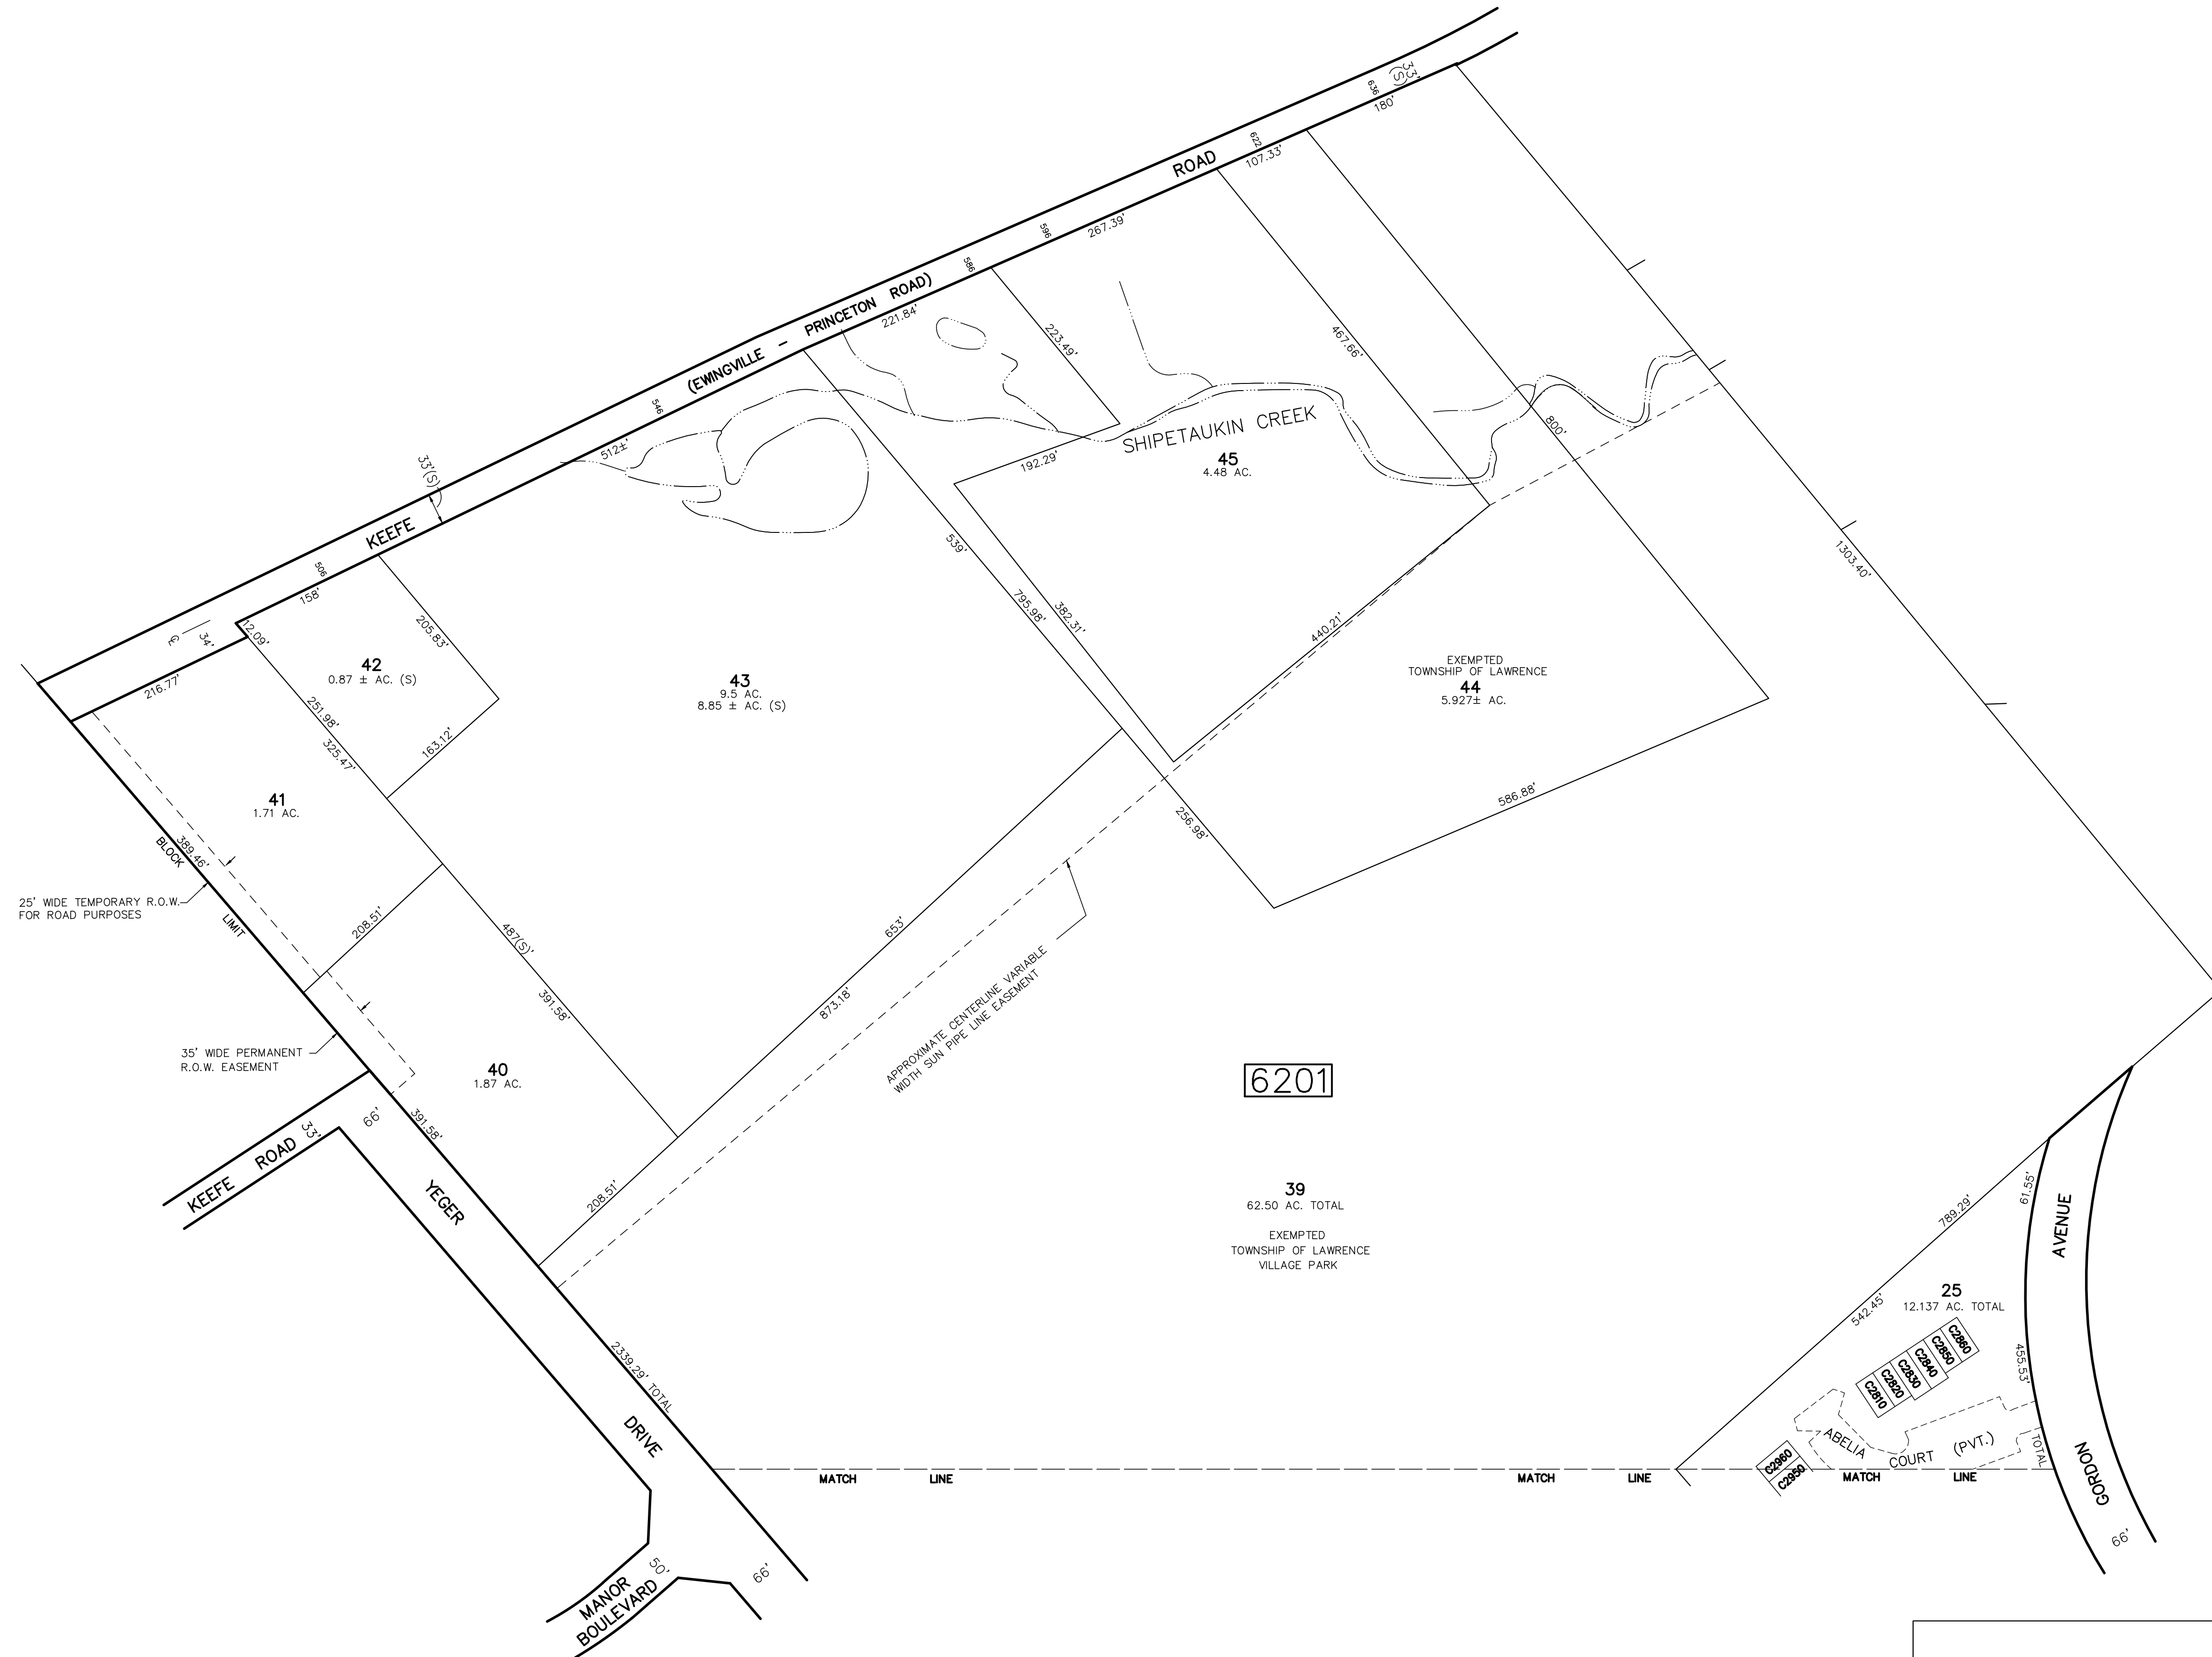 33'
(S)
636
180'
ROAD
622
107.33'
596
267.39'
586
(EWINGVILLE - PRINCETON ROAD)
221.84'
546
512±'
33'(S)
KEEFE
506
158'
12.09'
34'
℄
216.77'
223.49'
467.66'
800'
1303.40'
SHIPETAUKIN CREEK
45
4.48 AC.
192.29'
539'
795.98'
382.31'
440.21'
EXEMPTED
TOWNSHIP OF LAWRENCE
44
5.927± AC.
586.88'
256.98'
205.83'
42
0.87 ± AC. (S)
251.98'
325.47'
163.12'
43
9.5 AC.
8.85 ± AC. (S)
41
1.71 AC.
389.46'
BLOCK
LIMIT
25' WIDE TEMPORARY R.O.W.
FOR ROAD PURPOSES
208.51'
487(S)'
391.58'
653'
873.18'
APPROXIMATE CENTERLINE VARIABLE
WIDTH SUN PIPE LINE EASEMENT
35' WIDE PERMANENT
R.O.W. EASEMENT
40
1.87 AC.
391.58'
66'
33'
KEEFE ROAD
208.51'
YEGER
DRIVE
2339.29' TOTAL
6201
39
62.50 AC. TOTAL
EXEMPTED
TOWNSHIP OF LAWRENCE
VILLAGE PARK
789.29'
61.55'
AVENUE
25
12.137 AC. TOTAL
542.45'
455.53'
TOTAL
C2810
C2820
C2830
C2840
C2850
C2860
ABELIA COURT (PVT.)
C2960
C2950
MATCH LINE
MATCH LINE
MATCH LINE
GORDON
66'
50'
66'
MANOR
BOULEVARD